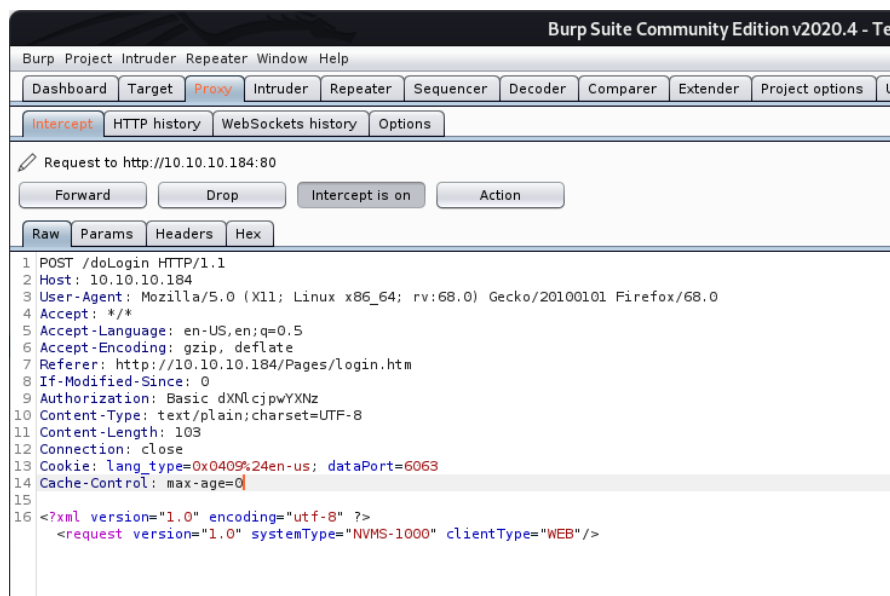 Burp Suite Community Edition v2020.4 - Te
Burp Project Intruder Repeater Window Help
Dashboard Target Proxy Intruder Repeater Sequencer Decoder Comparer Extender Project options U
Intercept HTTP history WebSockets history Options
Request to http://10.10.10.184:80
Forward Drop Intercept is on Action
Raw Params Headers Hex
1 POST /doLogin HTTP/1.1
2 Host: 10.10.10.184
3 User-Agent: Mozilla/5.0 (X11; Linux x86_64; rv:68.0) Gecko/20100101 Firefox/68.0
4 Accept: */*
5 Accept-Language: en-US,en;q=0.5
6 Accept-Encoding: gzip, deflate
7 Referer: http://10.10.10.184/Pages/login.htm
8 If-Modified-Since: 0
9 Authorization: Basic dXNlcjpwYXNz
10 Content-Type: text/plain;charset=UTF-8
11 Content-Length: 103
12 Connection: close
13 Cookie: lang_type=0x0409%24en-us; dataPort=6063
14 Cache-Control: max-age=0
15
16 <?xml version="1.0" encoding="utf-8" ?>
<request version="1.0" systemType="NVMS-1000" clientType="WEB"/>